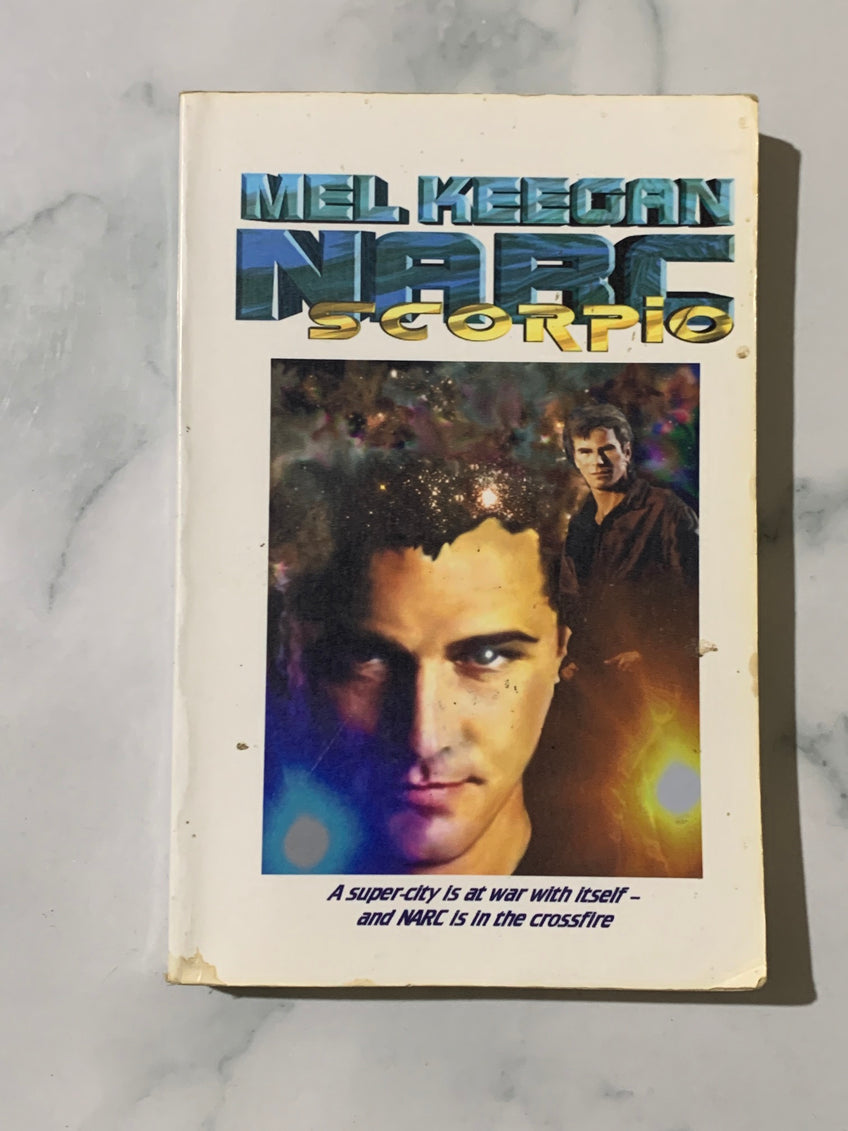 MEL KEEGAN
NARC
SCORPiO
A super-city is at war with itself –
and NARC is in the crossfire